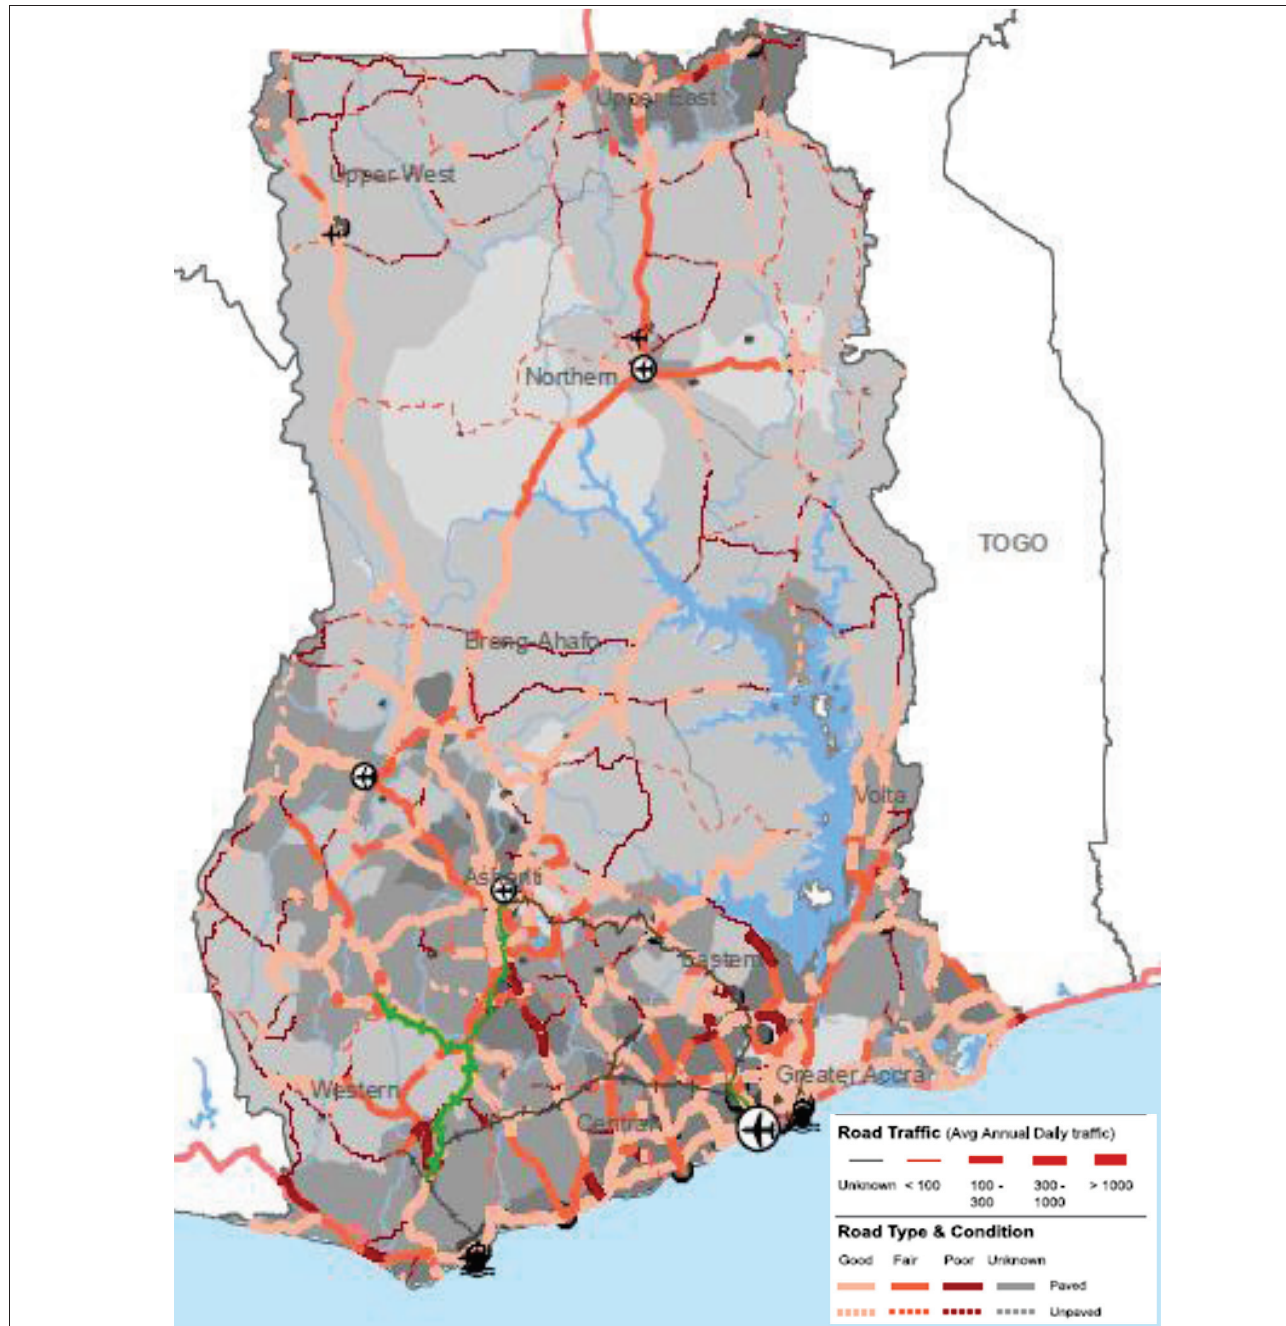 Upper East
Upper West
Northern
TOGO
Brong-Ahafo
Volta
Ashanti
Eastern
Greater Accra
Western
Central
Road Traffic (Avg Annual Daily traffic)
Unknown < 100 100 - 300 - > 1000
300 1000
Road Type & Condition
Good Fair Poor Unknown
Paved
Unpaved